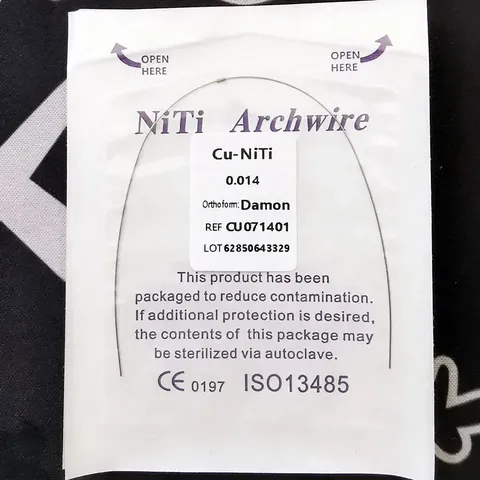 OPEN
HERE
OPEN
HERE
NiTi Archwire
Cu-NiTi
0.014
Orthoform: Damon
REF CU071401
LOT 62850643329
This product has been
packaged to reduce contamination.
If additional protection is desired,
the contents of this package may
be sterilized via autoclave.
CE 0197 ISO13485